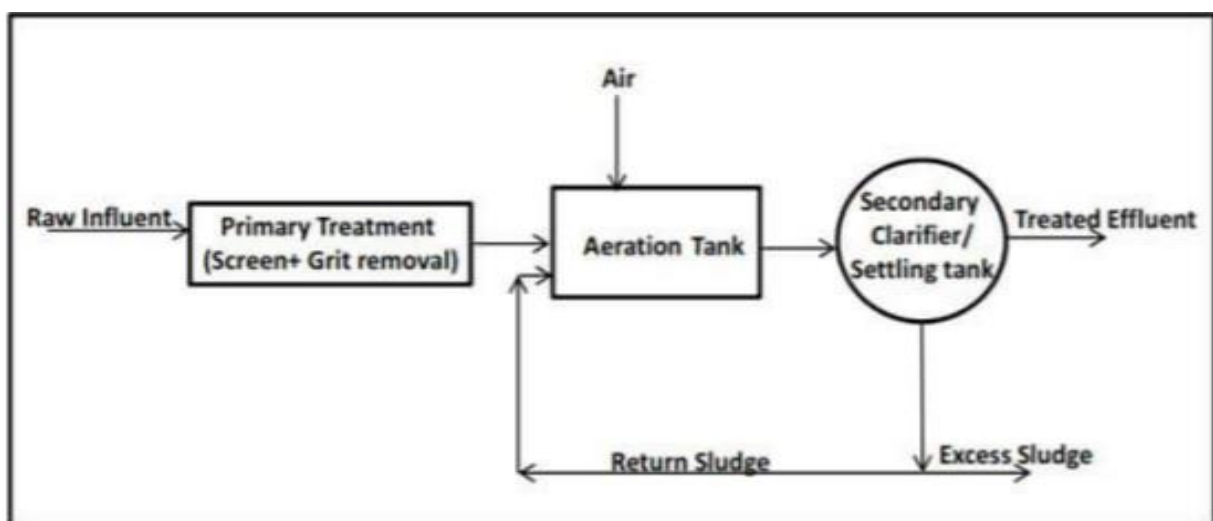 Air
Raw Influent
Primary Treatment
(Screen+ Grit removal)
Aeration Tank
Secondary
Clarifier/
Settling tank
Treated Effluent
Return Sludge
Excess Sludge